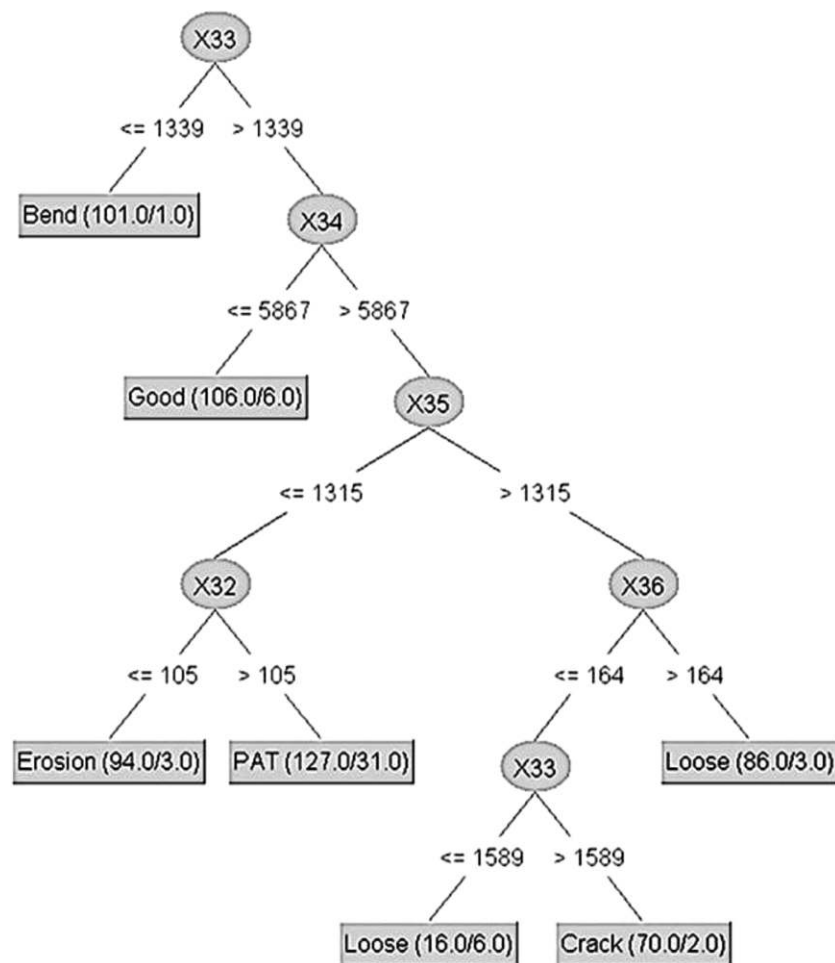 X33
<= 1339 > 1339
Bend (101.0/1.0) X34
<= 5867 > 5867
Good (106.0/6.0) X35
<= 1315 > 1315
X32 X36
<= 105 > 105 <= 164 > 164
Erosion (94.0/3.0) PAT (127.0/31.0) X33 Loose (86.0/3.0)
<= 1589 > 1589
Loose (16.0/6.0) Crack (70.0/2.0)